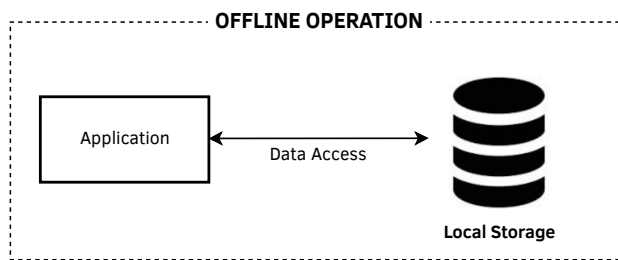 OFFLINE OPERATION
Application
Data Access
Local Storage